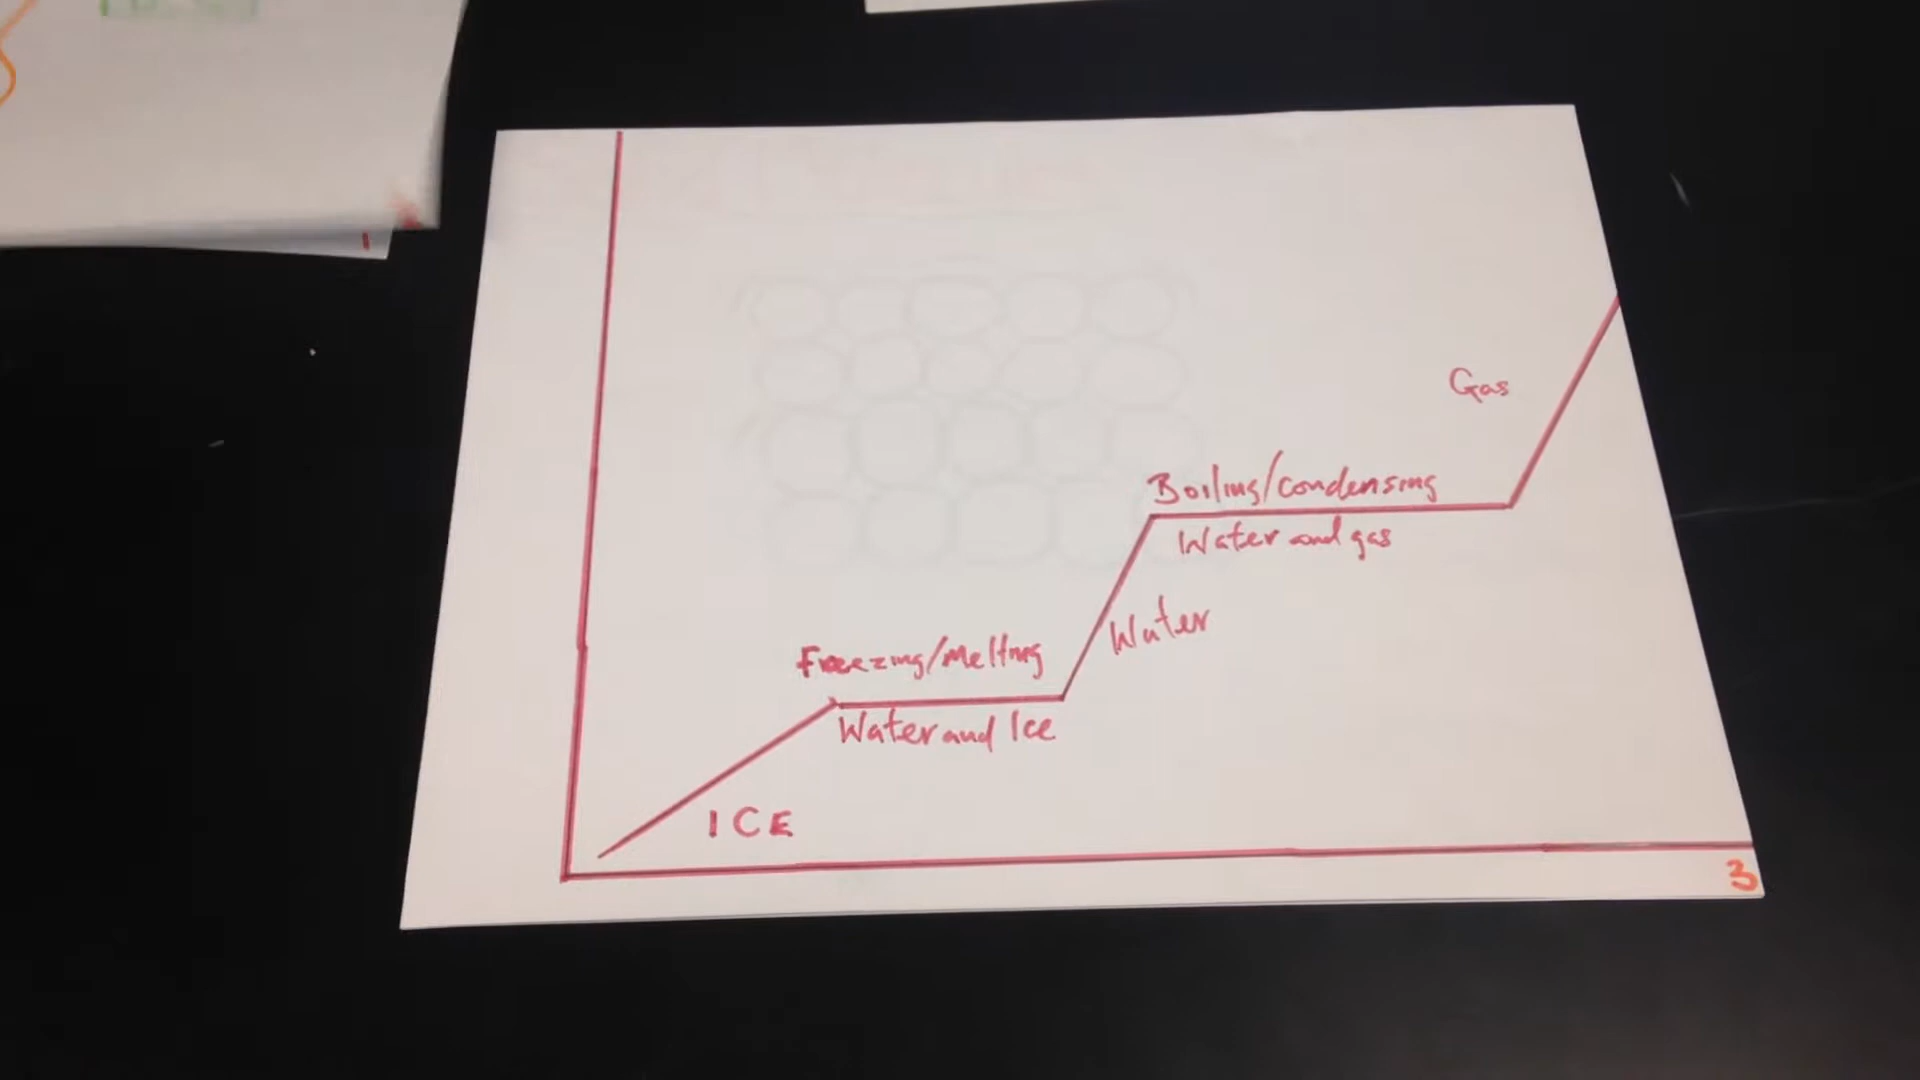 Gas
Boiling/condensing
Water and gas
Water
Freezing/Melting
Water and Ice
ICE
3